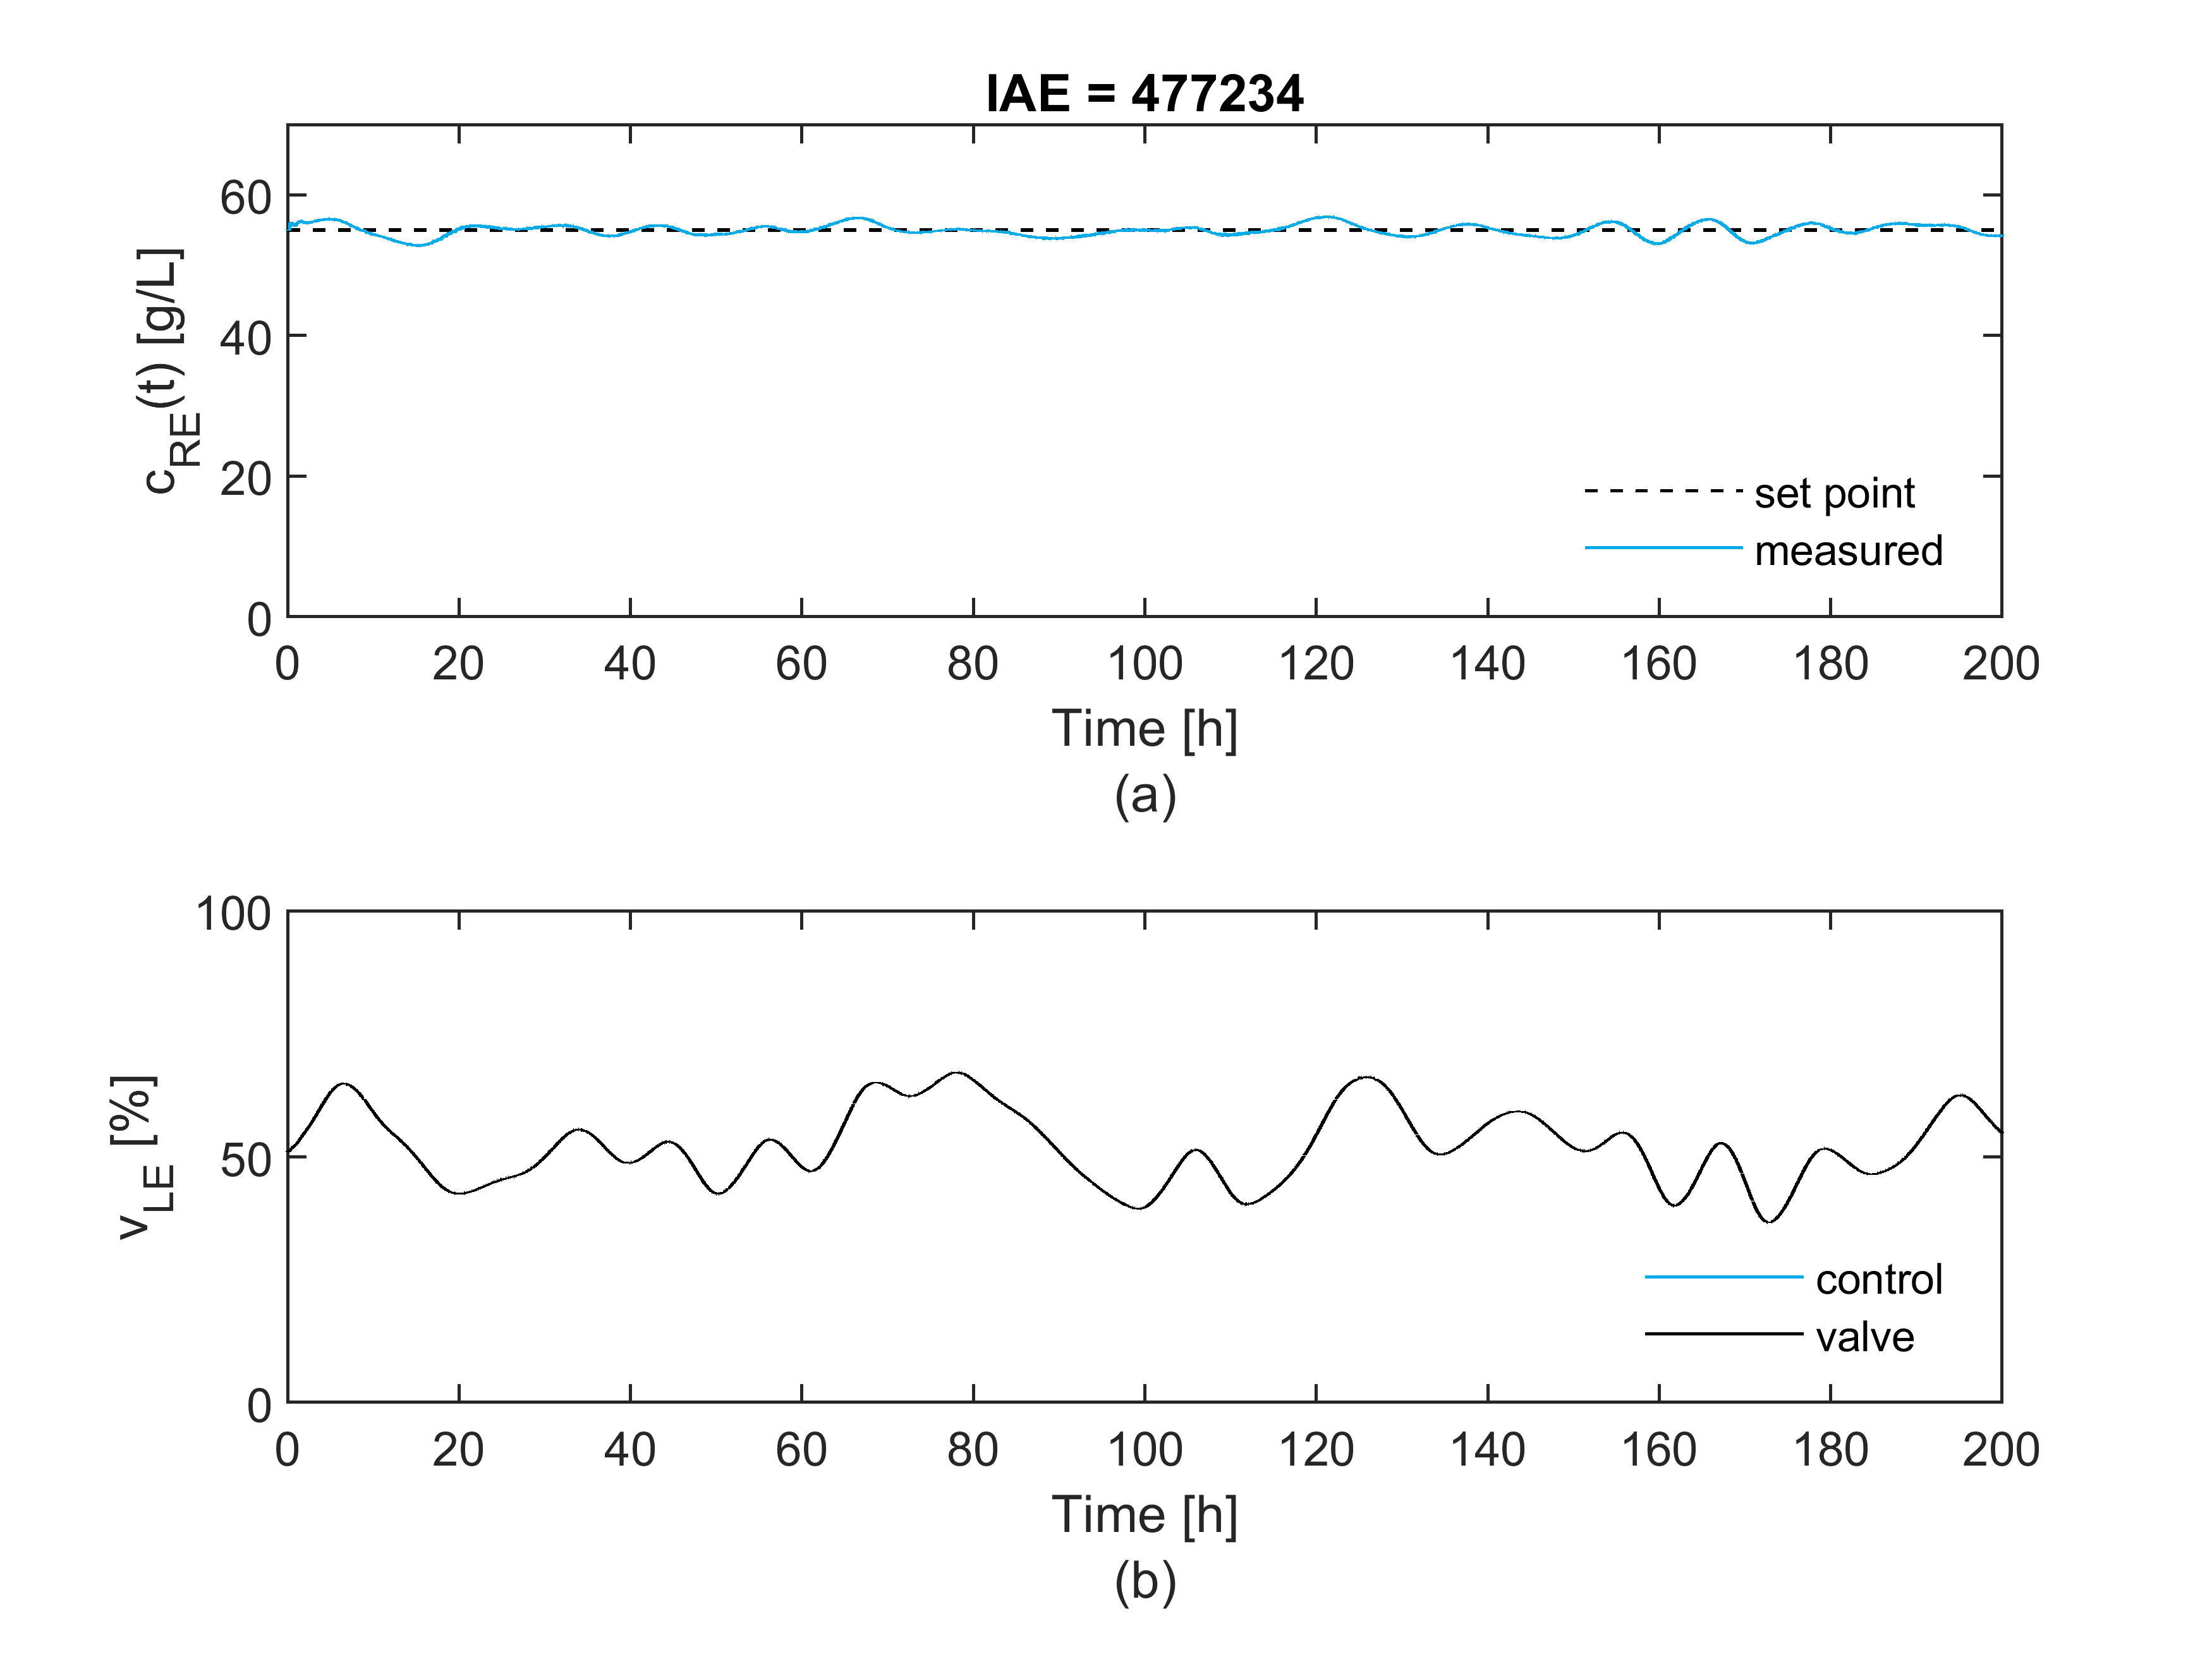 IAE = 477234
60
40
20
0
c_RE(t) [g/L]
set point
measured
0 20 40 60 80 100 120 140 160 180 200
Time [h]
(a)
100
50
0
v_LE [%]
control
valve
0 20 40 60 80 100 120 140 160 180 200
Time [h]
(b)